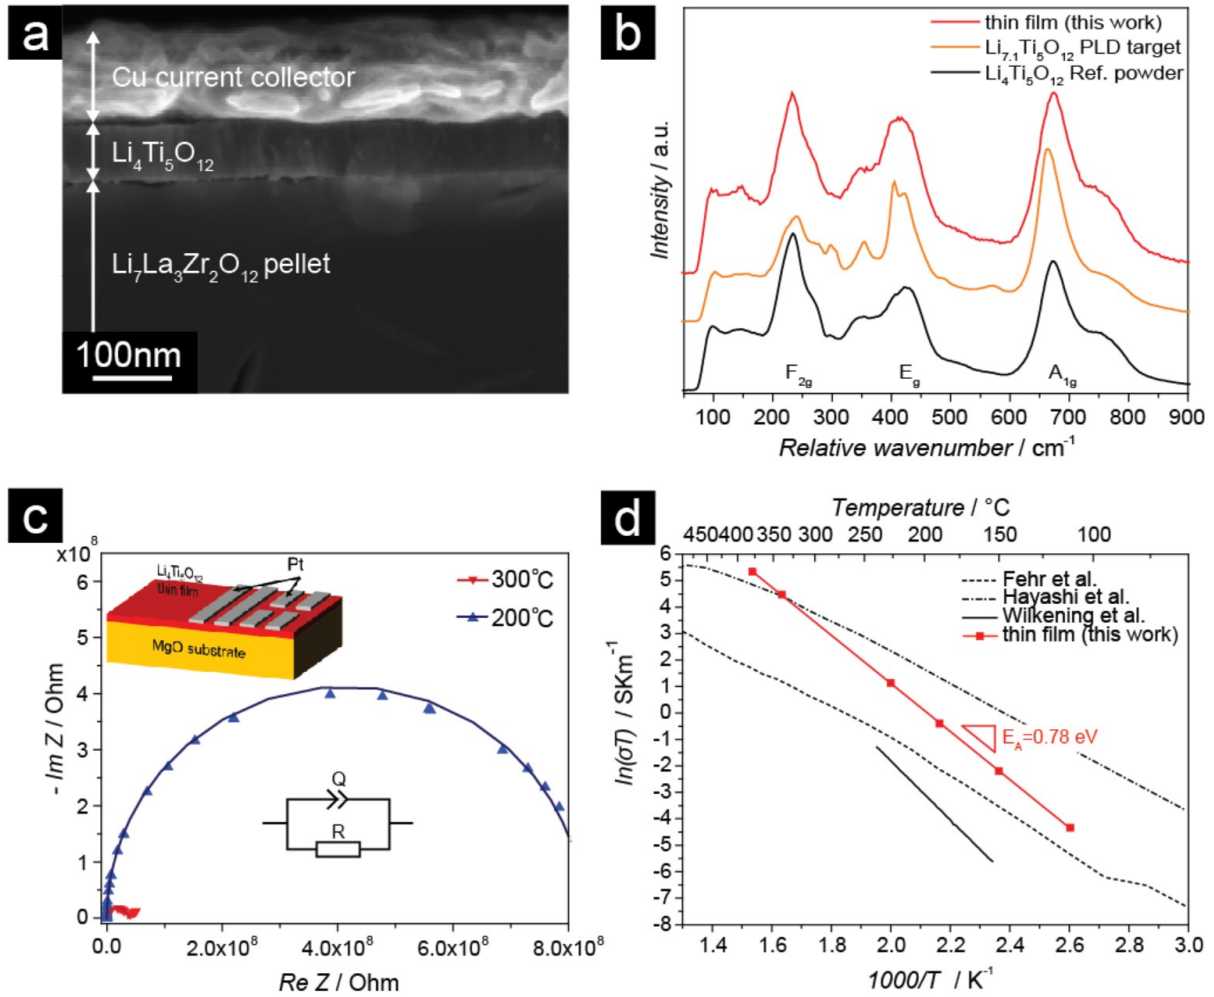 a
Cu current collector
Li4Ti5O12
Li7La3Zr2O12 pellet
100nm
b
thin film (this work)
Li7.1Ti5O12 PLD target
Li4Ti5O12 Ref. powder
Intensity / a.u.
F2g
Eg
A1g
100 200 300 400 500 600 700 800 900
Relative wavenumber / cm-1
c
x10^8
Li4Ti5O12
thin film
Pt
MgO substrate
300°C
200°C
6
5
4
3
2
1
0
- Im Z / Ohm
Q
R
0.0 2.0x10^8 4.0x10^8 6.0x10^8 8.0x10^8
Re Z / Ohm
d
Temperature / °C
450 400 350 300 250 200 150 100
Fehr et al.
Hayashi et al.
Wilkening et al.
thin film (this work)
6
5
4
3
2
1
0
-1
-2
-3
-4
-5
-6
-7
-8
ln(σT) / SKm-1
EA=0.78 eV
1.4 1.6 1.8 2.0 2.2 2.4 2.6 2.8 3.0
1000/T / K-1